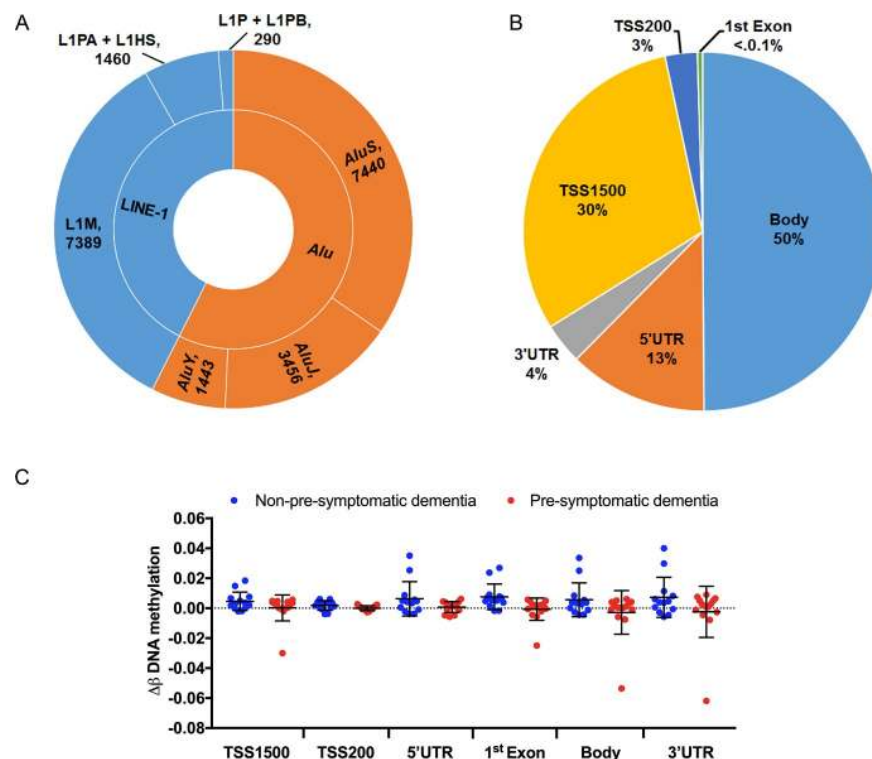 A
L1PA + L1HS,
1460
L1P + L1PB,
290
AluS,
7440
LINE-1
L1M,
7389
Alu
AluJ,
3456
AluY,
1443
B
TSS200
3%
1st Exon
<.0.1%
TSS1500
30%
Body
50%
5'UTR
13%
3'UTR
4%
C
Non-pre-symptomatic dementia Pre-symptomatic dementia
Δβ DNA methylation
0.06
0.04
0.02
0.00
-0.02
-0.04
-0.06
-0.08
TSS1500 TSS200 5'UTR 1st Exon Body 3'UTR